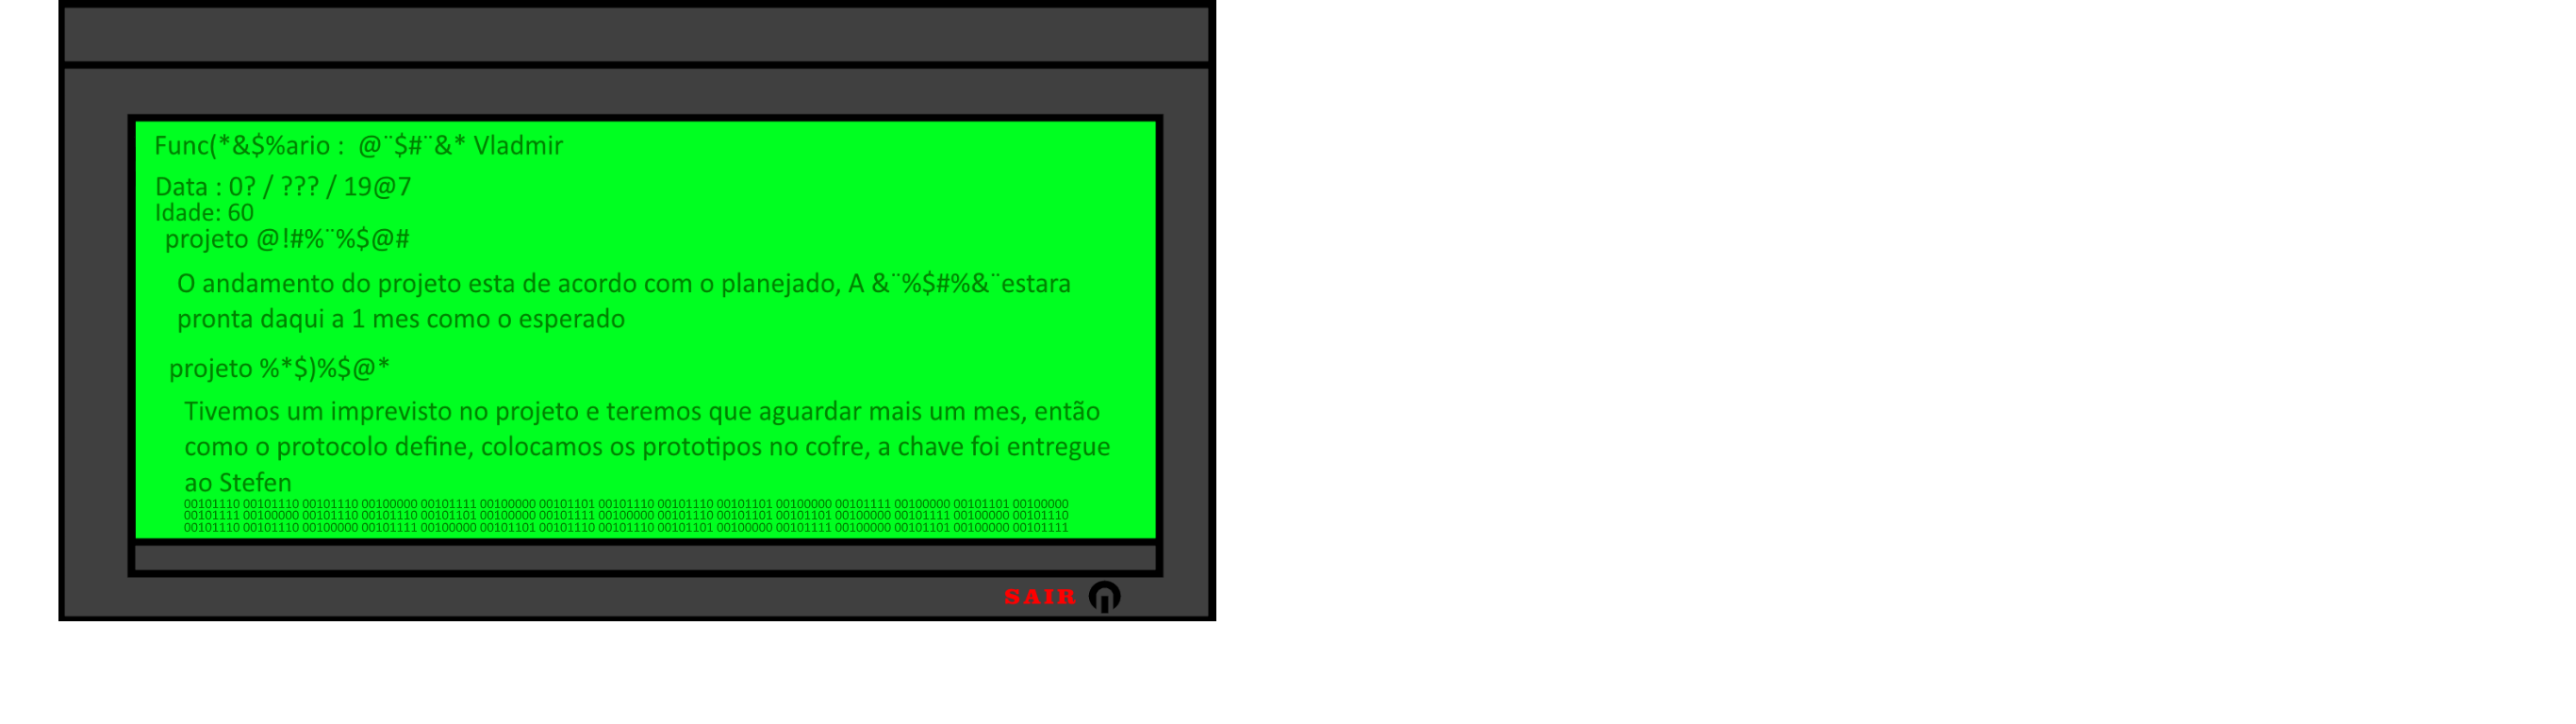 Func(*&$%ario :  @¨$#¨&* Vladmir
Data : 0? / ??? / 19@7
Idade: 60
projeto @!#%¨%$@#
O andamento do projeto esta de acordo com o planejado, A &¨%$#%&¨estara
pronta daqui a 1 mes como o esperado
projeto %*$)%$@*
Tivemos um imprevisto no projeto e teremos que aguardar mais um mes, então
como o protocolo define, colocamos os prototipos no cofre, a chave foi entregue
ao Stefen
00101110 00101110 00101110 00100000 00101111 00100000 00101101 00101110 00101110 00101101 00100000 00101111 00100000 00101101 00100000
00101111 00100000 00101110 00101110 00101101 00100000 00101111 00100000 00101110 00101101 00101101 00100000 00101111 00100000 00101110
00101110 00101110 00100000 00101111 00100000 00101101 00101110 00101110 00101101 00100000 00101111 00100000 00101101 00100000 00101111
SAIR